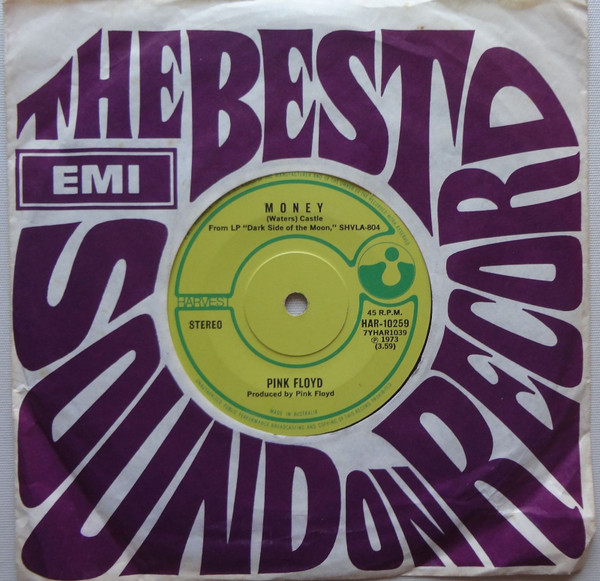 THE BEST
SOUND ON RECORD
EMI
MONEY
(Waters) Castle
From LP "Dark Side of the Moon," SHVLA-804
HARVEST
STEREO
45 R.P.M.
HAR-10259
7YHAR1039
℗ 1973
(3.59)
PINK FLOYD
Produced by Pink Floyd
MADE IN AUSTRALIA